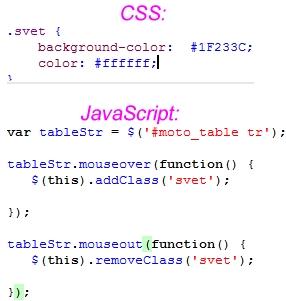 CSS:
.svet {
    background-color:  #1F233C;
    color: #ffffff;
}
JavaScript:
var tableStr = $('#moto_table tr');
tableStr.mouseover(function() {
   $(this).addClass('svet');
});
tableStr.mouseout(function() {
   $(this).removeClass('svet');
});